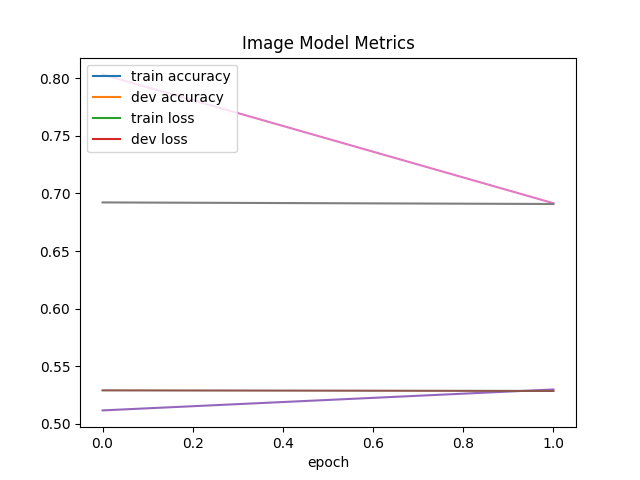 Image Model Metrics
train accuracy
dev accuracy
train loss
dev loss
0.80
0.75
0.70
0.65
0.60
0.55
0.50
0.0 0.2 0.4 0.6 0.8 1.0
epoch